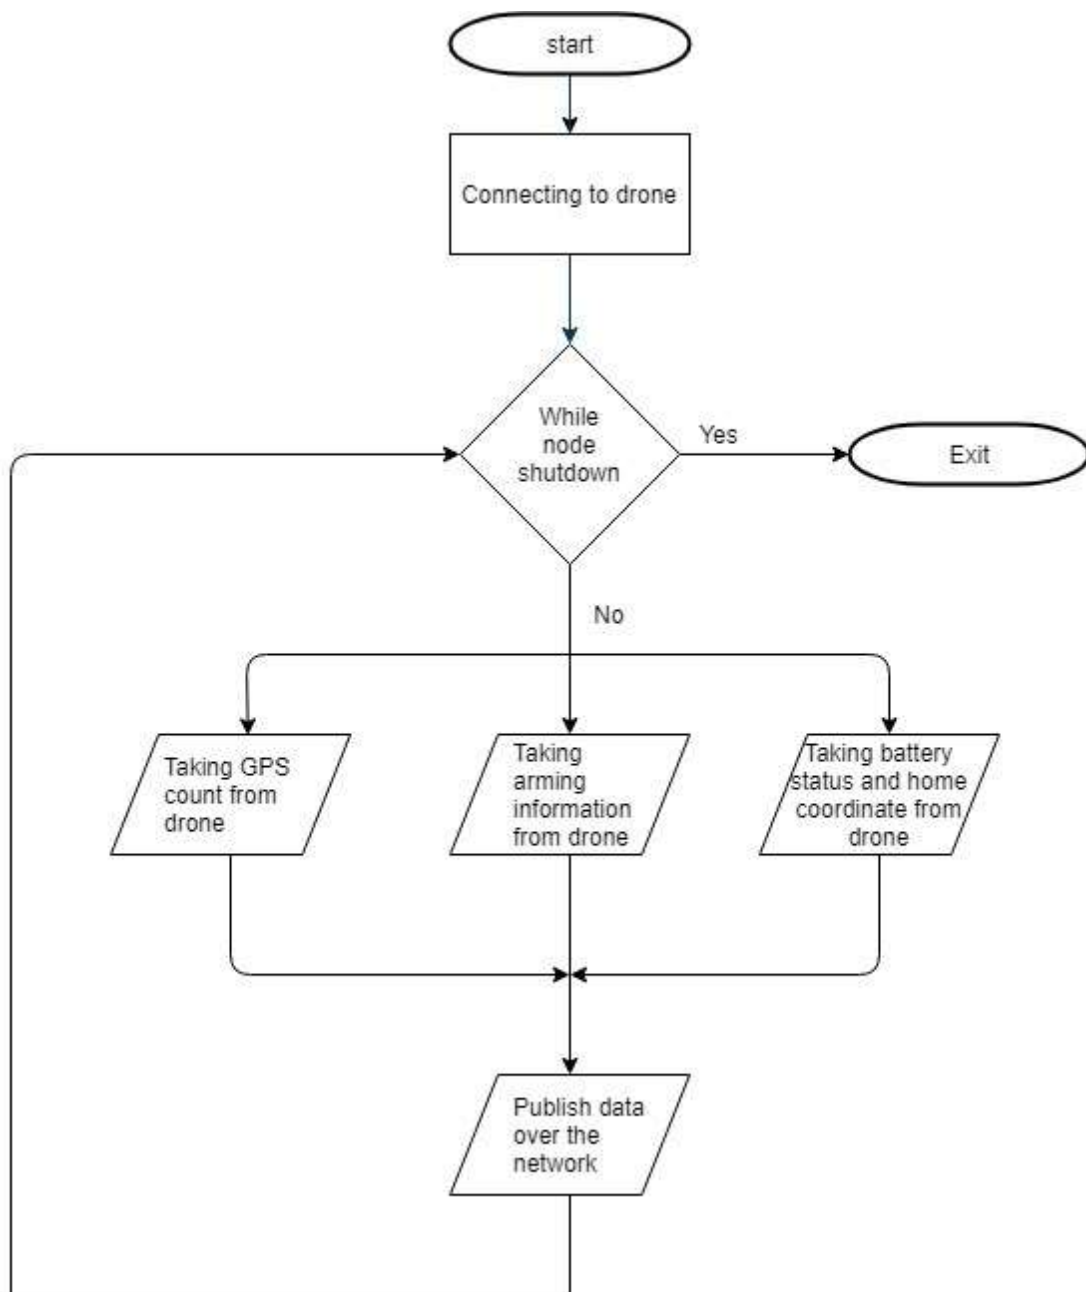 start
Connecting to drone
While
node
shutdown
Yes
Exit
No
Taking GPS
count from
drone
Taking
arming
information
from drone
Taking battery
status and home
coordinate from
drone
Publish data
over the
network